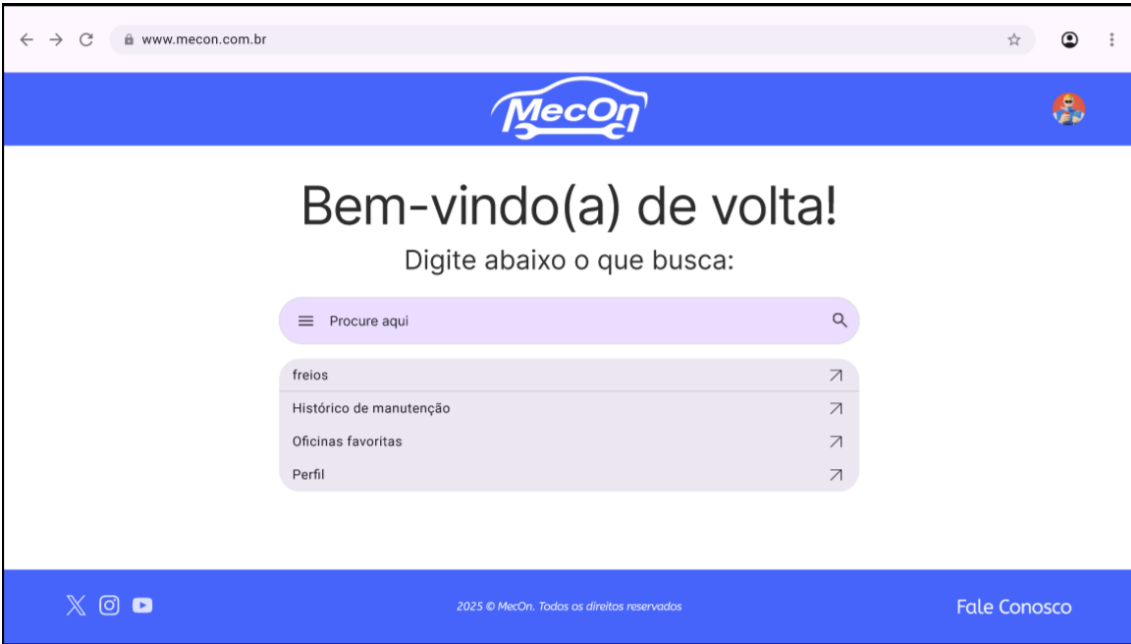 www.mecon.com.br
MecOn
Bem-vindo(a) de volta!
Digite abaixo o que busca:
Procure aqui
freios
Histórico de manutenção
Oficinas favoritas
Perfil
2025 © MecOn. Todos os direitos reservados
Fale Conosco